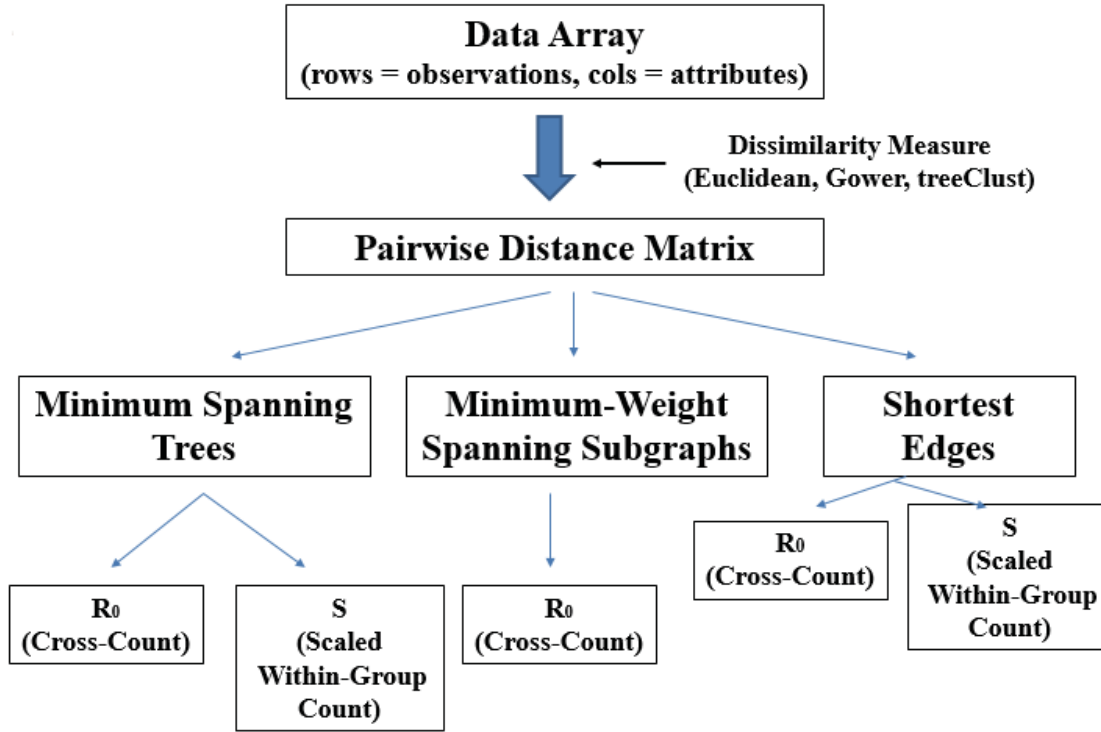 Data Array
(rows = observations, cols = attributes)
Dissimilarity Measure
(Euclidean, Gower, treeClust)
Pairwise Distance Matrix
Minimum Spanning
Trees
Minimum-Weight
Spanning Subgraphs
Shortest
Edges
R₀
(Cross-Count)
S
(Scaled
Within-Group
Count)
R₀
(Cross-Count)
R₀
(Cross-Count)
S
(Scaled
Within-Group
Count)